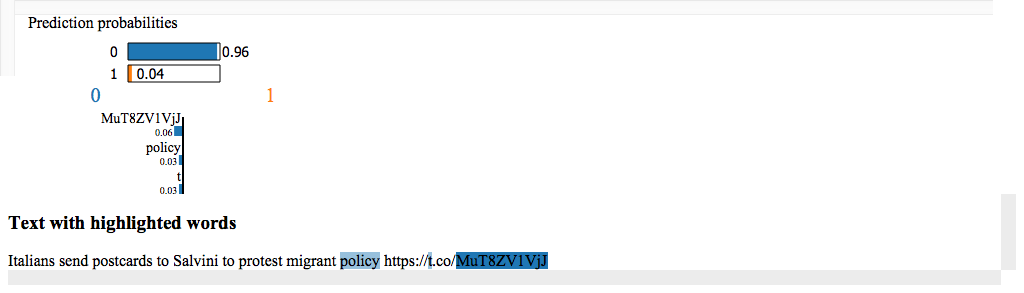 Prediction probabilities
0 0.96
1 0.04
0 1
MuT8ZV1VjJ
0.06
policy
0.03
t
0.03
Text with highlighted words
Italians send postcards to Salvini to protest migrant policy https://t.co/MuT8ZV1VjJ